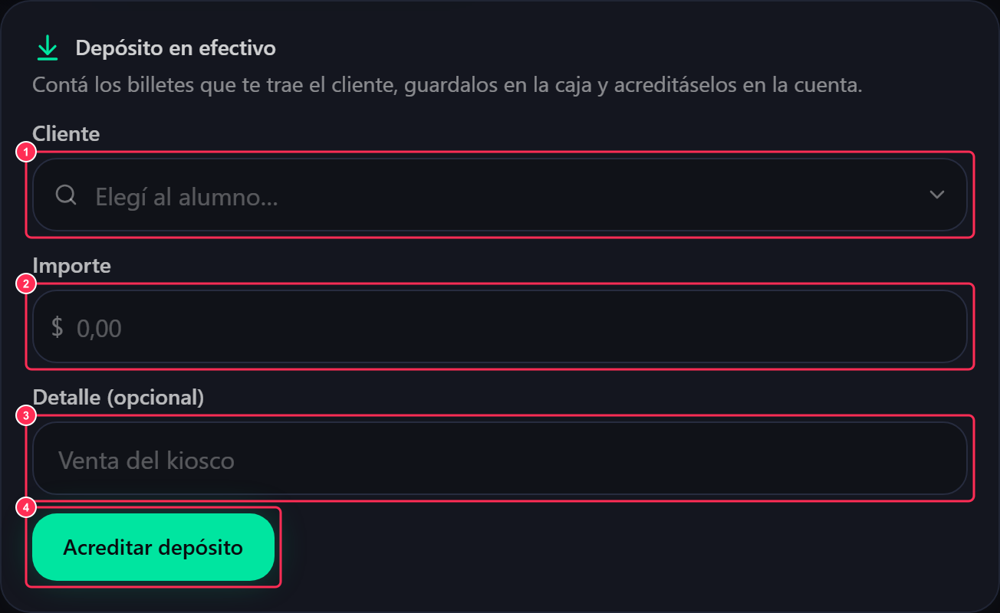 Depósito en efectivo
Contá los billetes que te trae el cliente, guardalos en la caja y acreditáselos en la cuenta.
Cliente
1
Elegí al alumno...
Importe
2
$ 0,00
Detalle (opcional)
3
Venta del kiosco
4
Acreditar depósito